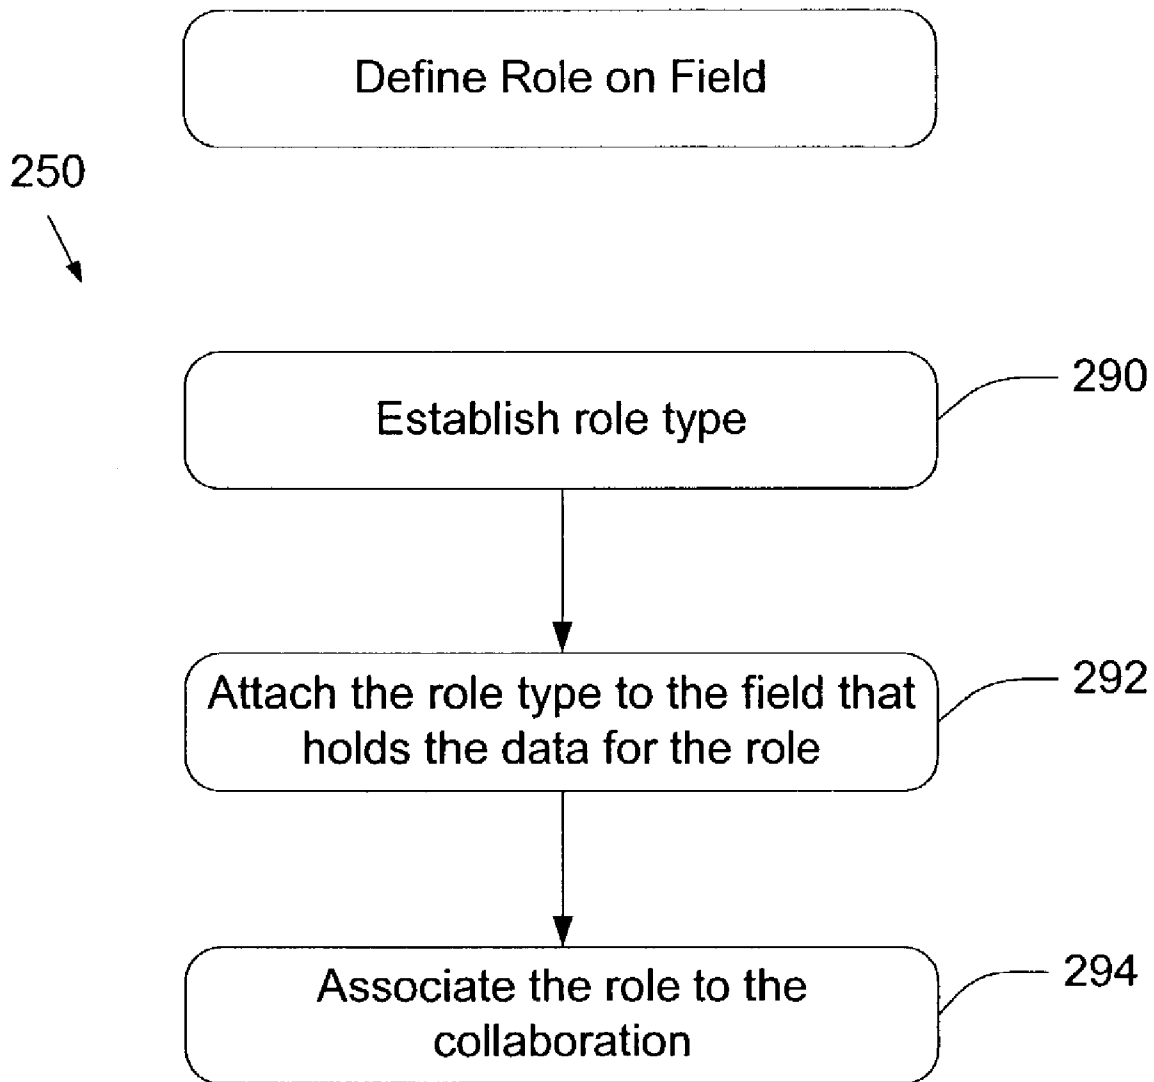 Define Role on Field
250
Establish role type
290
Attach the role type to the field that
holds the data for the role
292
Associate the role to the
collaboration
294